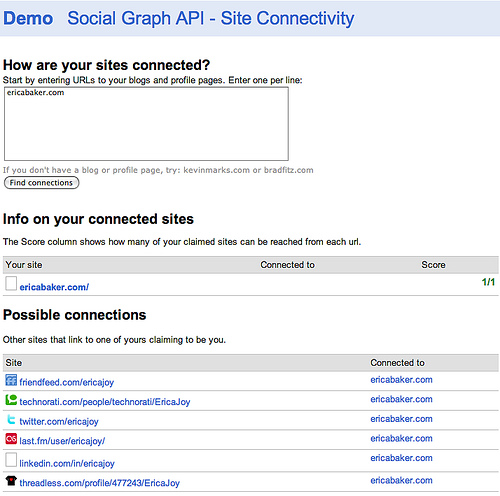 Demo Social Graph API - Site Connectivity
How are your sites connected?
Start by entering URLs to your blogs and profile pages. Enter one per line:
ericabaker.com
If you don't have a blog or profile page, try: kevinmarks.com or bradfitz.com
Find connections
Info on your connected sites
The Score column shows how many of your claimed sites can be reached from each url.
Your site Connected to Score
ericabaker.com/ 1/1
Possible connections
Other sites that link to one of yours claiming to be you.
Site Connected to
friendfeed.com/ericajoy ericabaker.com
technorati.com/people/technorati/EricaJoy ericabaker.com
twitter.com/ericajoy ericabaker.com
last.fm/user/ericajoy/ ericabaker.com
linkedin.com/in/ericajoy ericabaker.com
threadless.com/profile/477243/EricaJoy ericabaker.com